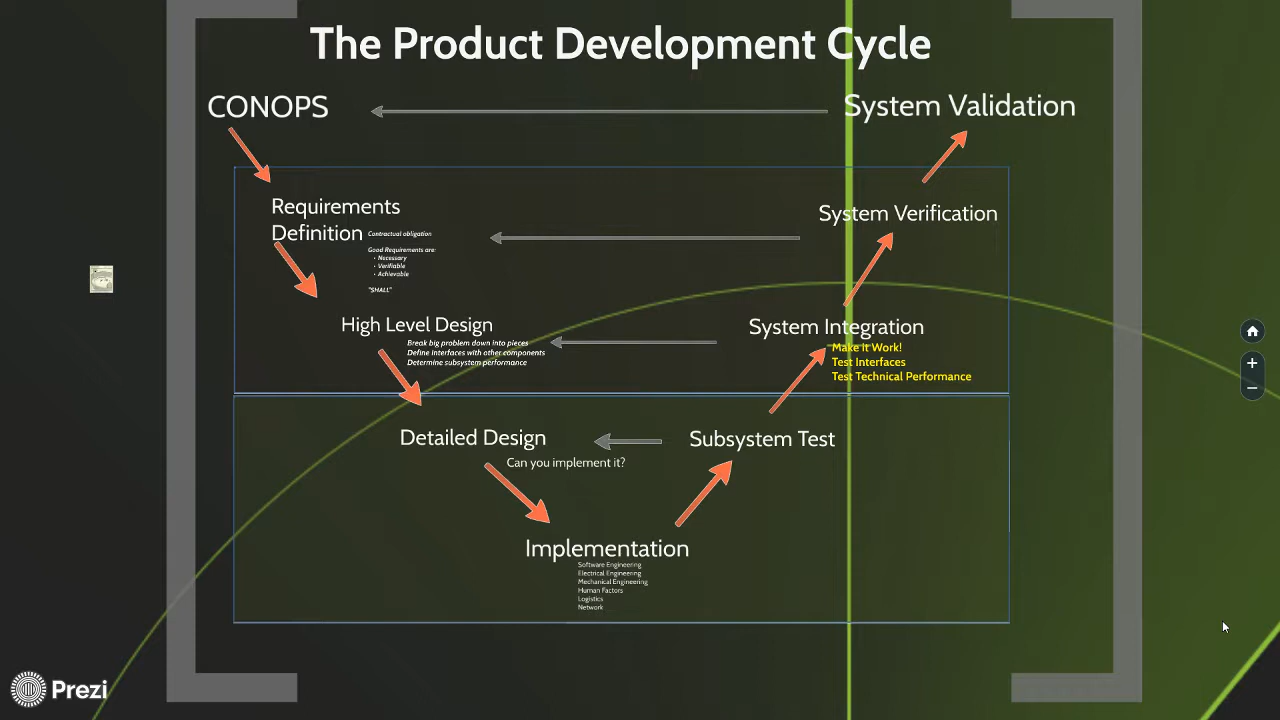 The Product Development Cycle
CONOPS
System Validation
Requirements
Definition
Contractual obligation
Good Requirements are:
• Necessary
• Verifiable
• Achievable
"SHALL"
System Verification
High Level Design
Break big problem down into pieces
Define Interfaces with other components
Determine subsystem performance
System Integration
Make it Work!
Test Interfaces
Test Technical Performance
Detailed Design
Can you implement it?
Subsystem Test
Implementation
Software Engineering
Electrical Engineering
Mechanical Engineering
Human Factors
Logistics
Network
Prezi